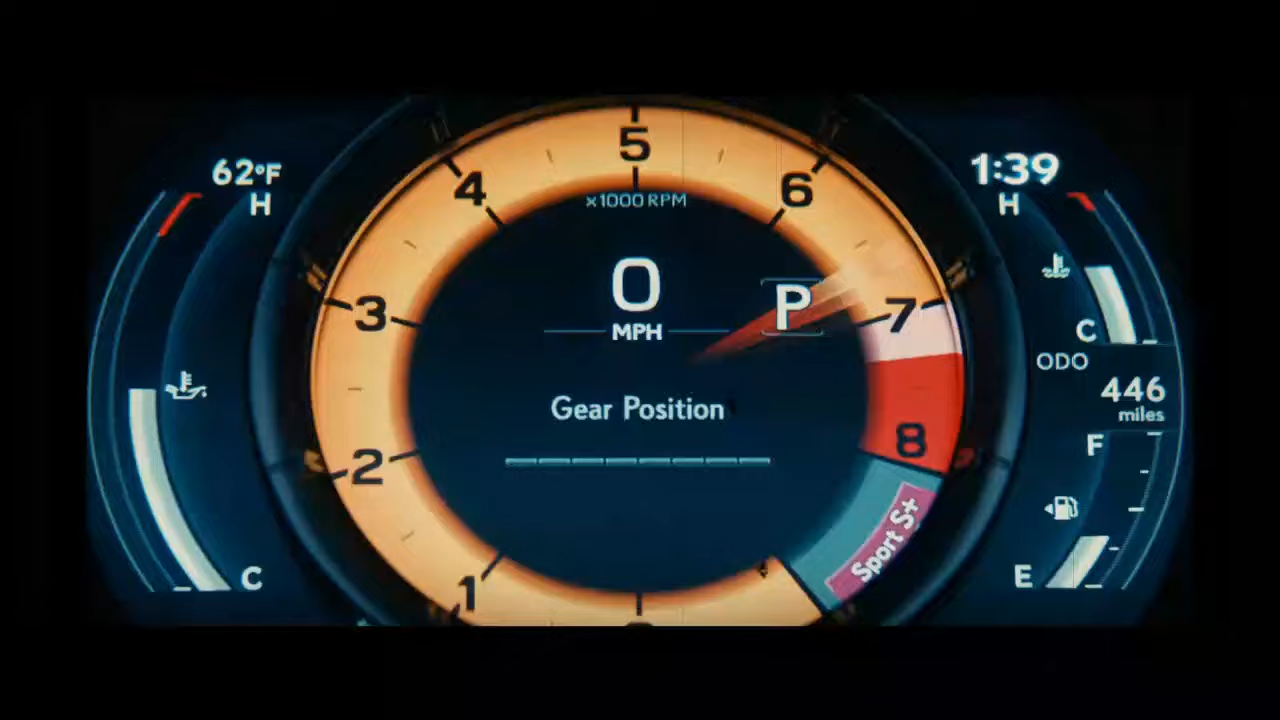 62°F
H
C
5
4
6
x1000 RPM
3
7
0
MPH
P
Gear Position
2
8
1
Sport S+
1:39
H
C
ODO
446
miles
F
E